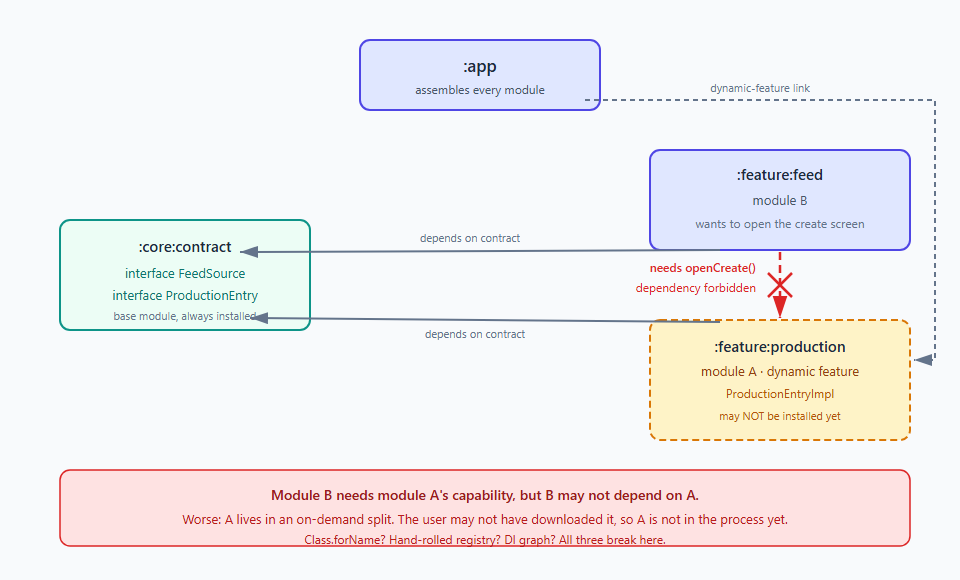 :app
assembles every module
dynamic-feature link
:feature:feed
module B
wants to open the create screen
:core:contract
interface FeedSource
interface ProductionEntry
base module, always installed
depends on contract
needs openCreate()
dependency forbidden
depends on contract
:feature:production
module A · dynamic feature
ProductionEntryImpl
may NOT be installed yet
Module B needs module A's capability, but B may not depend on A.
Worse: A lives in an on-demand split. The user may not have downloaded it, so A is not in the process yet.
Class.forName? Hand-rolled registry? DI graph? All three break here.